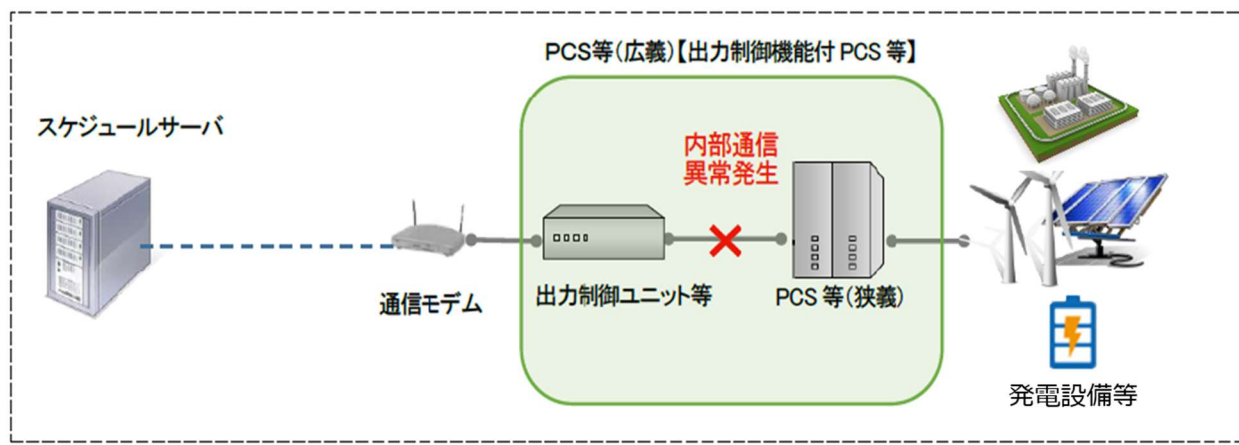 PCS等(広義)【出力制御機能付 PCS 等】
スケジュールサーバ
内部通信
異常発生
通信モデム
出力制御ユニット等
PCS 等(狭義)
発電設備等